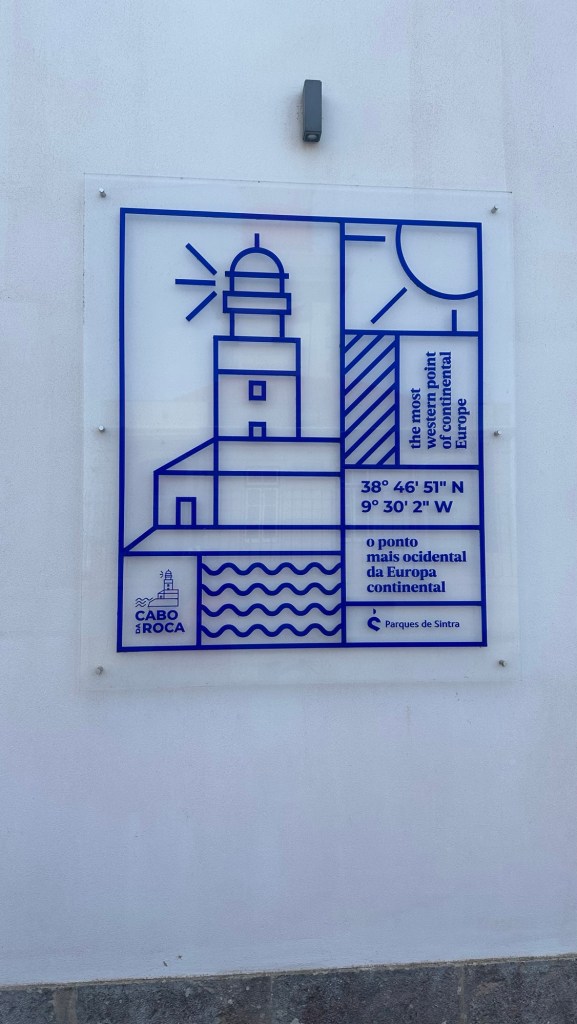 the most
western point
of continental
Europe
38° 46' 51" N
9° 30' 2" W
o ponto
mais ocidental
da Europa
continental
CABO
DA ROCA
Parques de Sintra